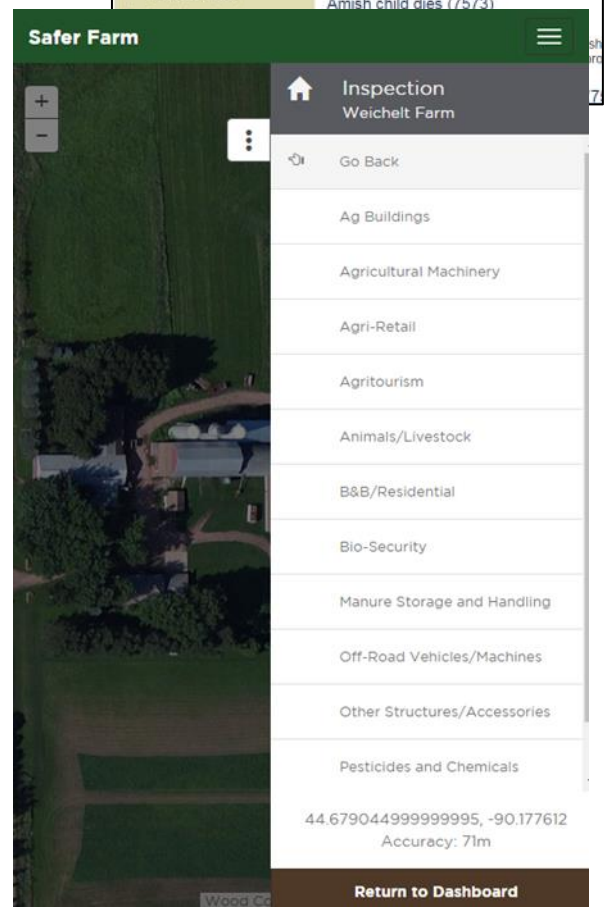 Amish child dies (7573)
Safer Farm
+
−
Inspection
Weichelt Farm
Go Back
Ag Buildings
Agricultural Machinery
Agri-Retail
Agritourism
Animals/Livestock
B&B/Residential
Bio-Security
Manure Storage and Handling
Off-Road Vehicles/Machines
Other Structures/Accessories
Pesticides and Chemicals
44.679044999999995, -90.177612
Accuracy: 71m
Wood
Return to Dashboard